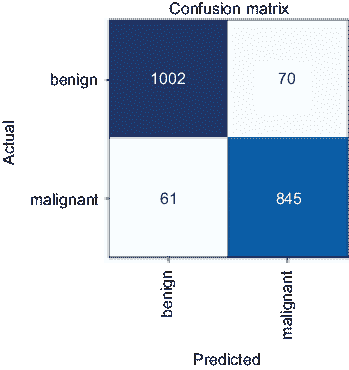 Confusion matrix
Actual
benign
1002
70
malignant
61
845
benign
malignant
Predicted